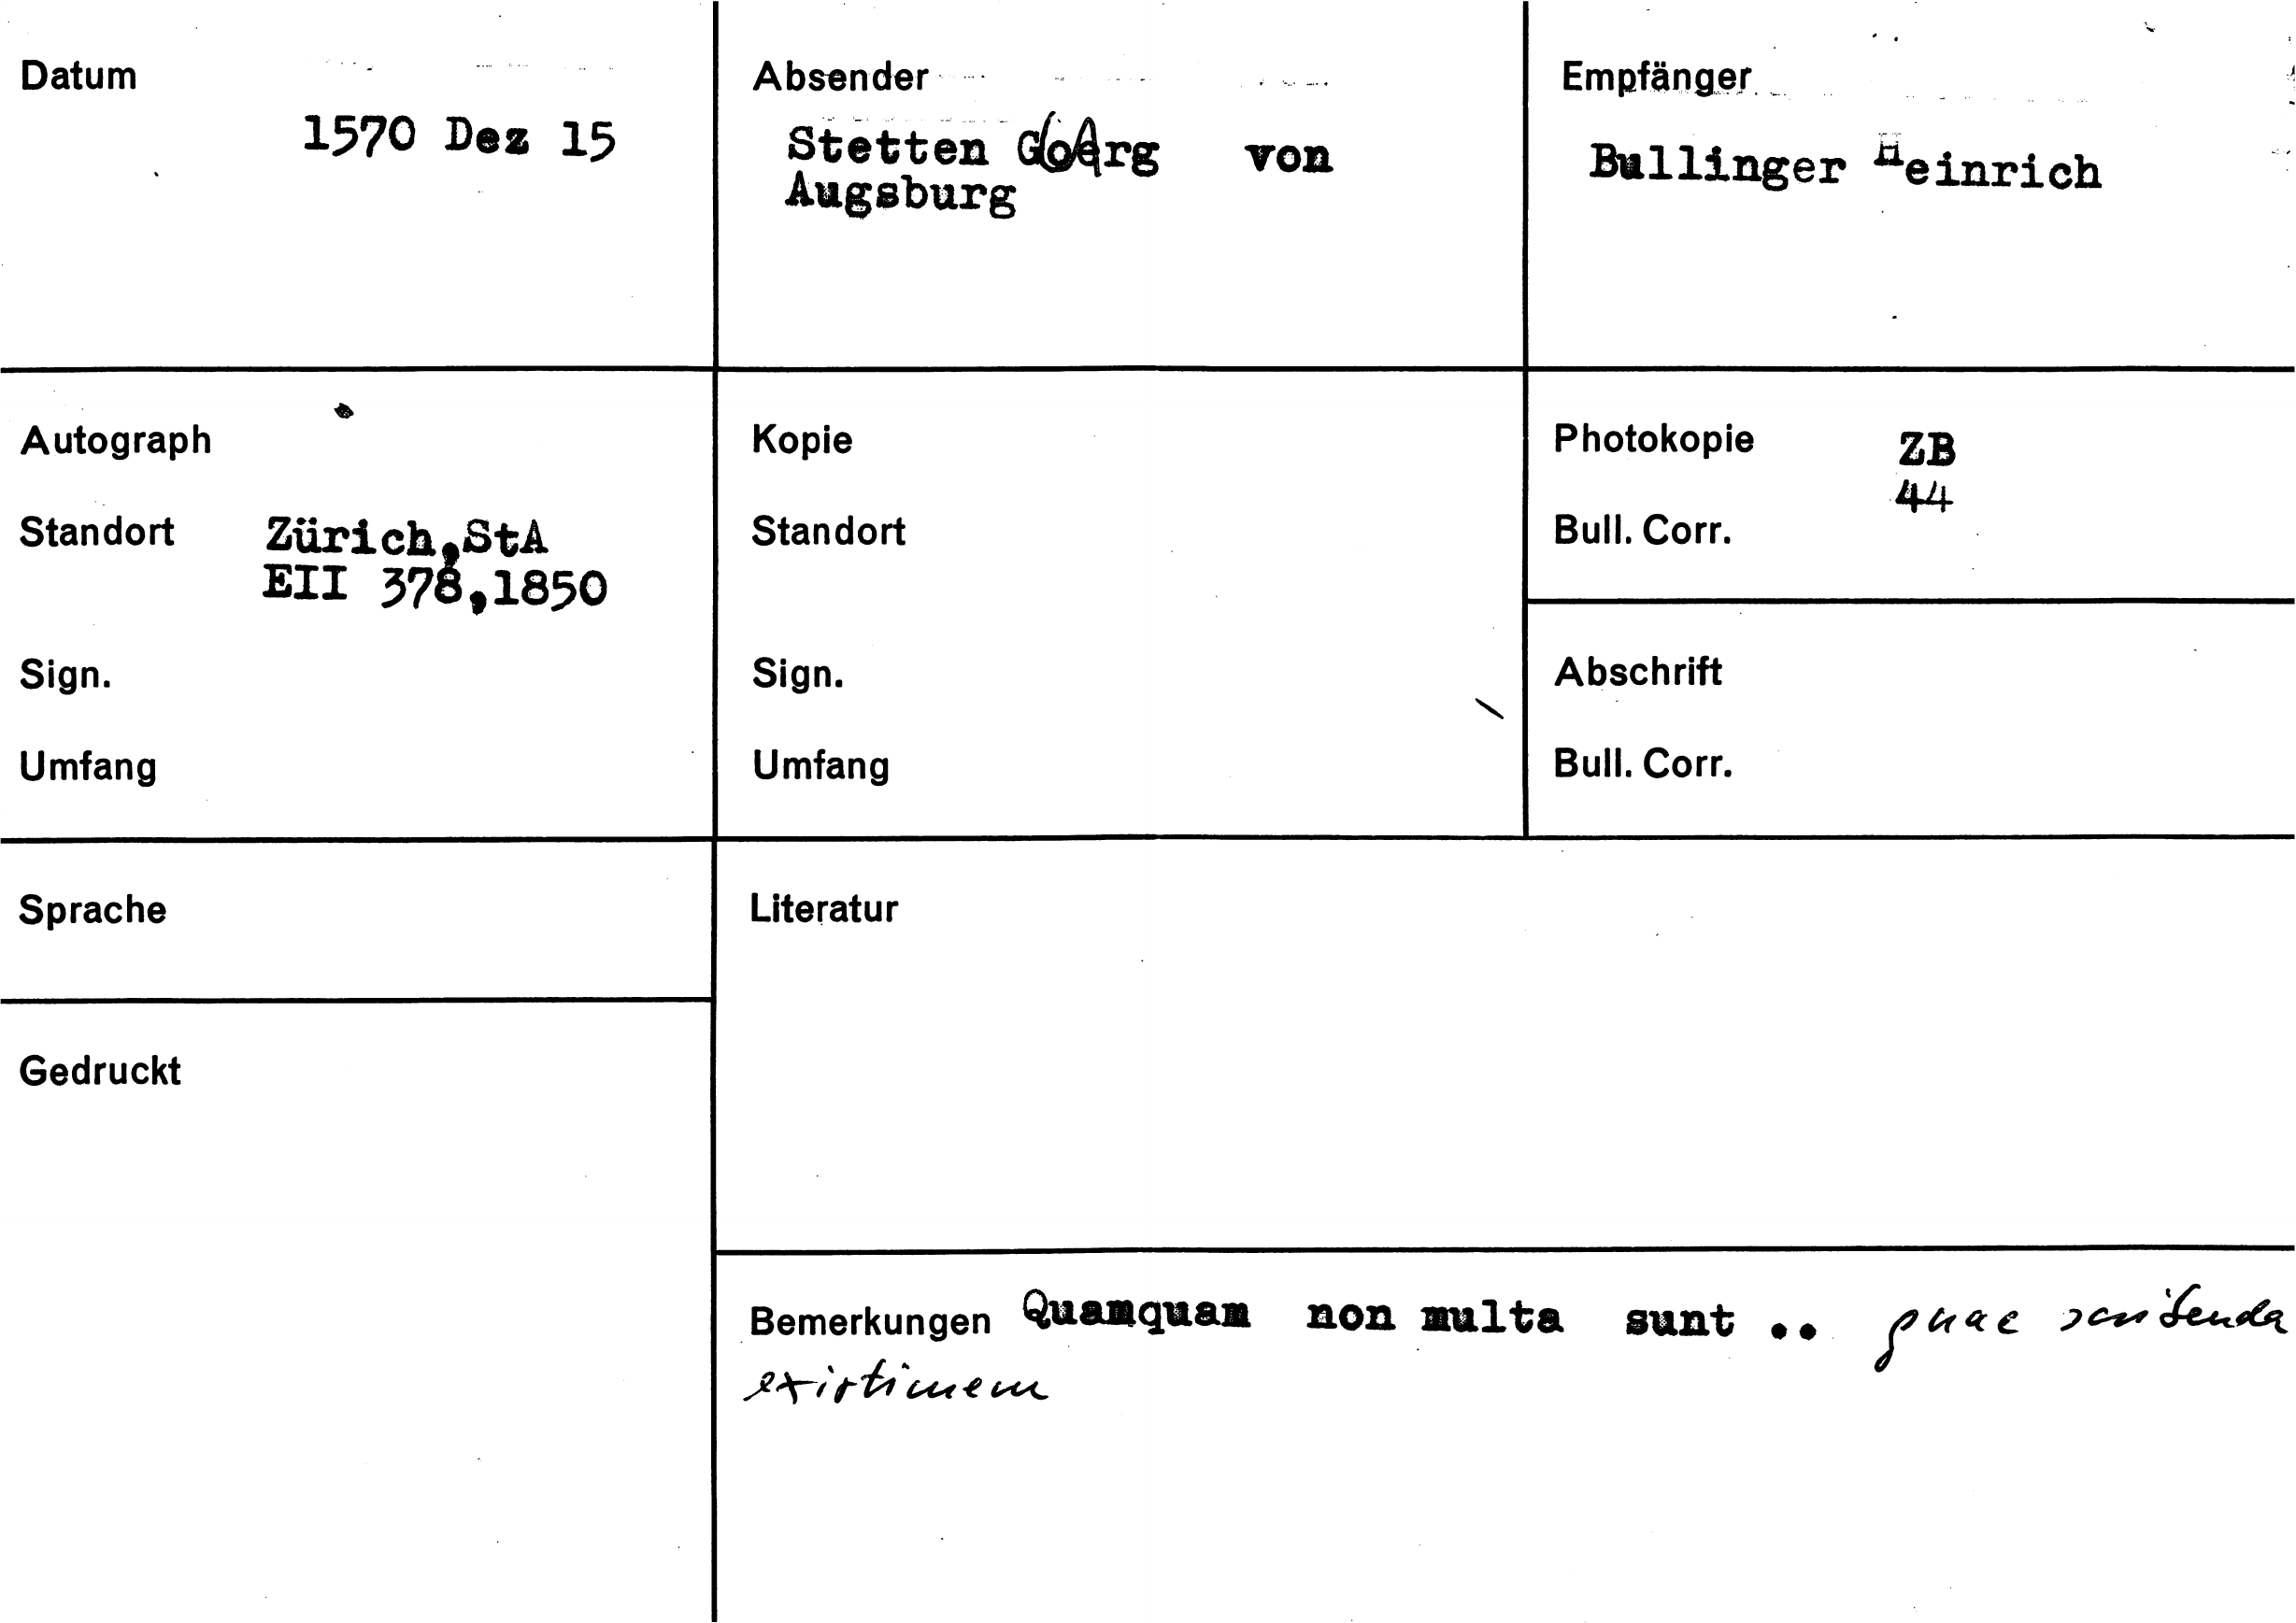 Datum
1570 Dez 15
Absender
Stetten Goerg von
Augsburg
Empfänger
Bullinger Heinrich
Autograph
Standort Zürich,StA
EII 378,1850
Sign.
Umfang
Kopie
Standort
Sign.
Umfang
Photokopie ZB
44
Bull. Corr.
Abschrift
Bull. Corr.
Sprache
Literatur
Gedruckt
Bemerkungen Quamquam non multa sunt .. quae scribenda
existimem